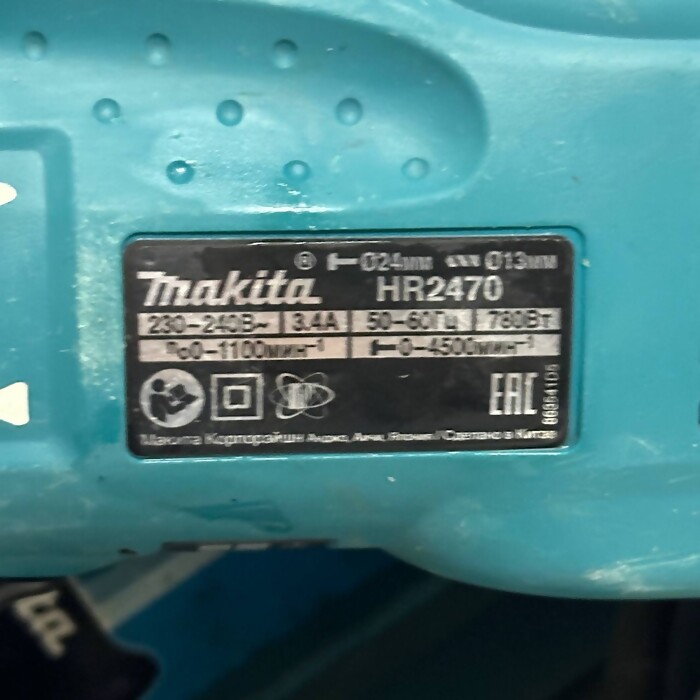 ® Ø24мм Ø13мм
makita HR2470
230-240В~ 3.4А 50-60Гц 780Вт
n₀0-1100мин⁻¹ 0-4500мин⁻¹
EAC
Макита Корпорэйшн Анджо, Аичи, Япония / Сделано в Китае